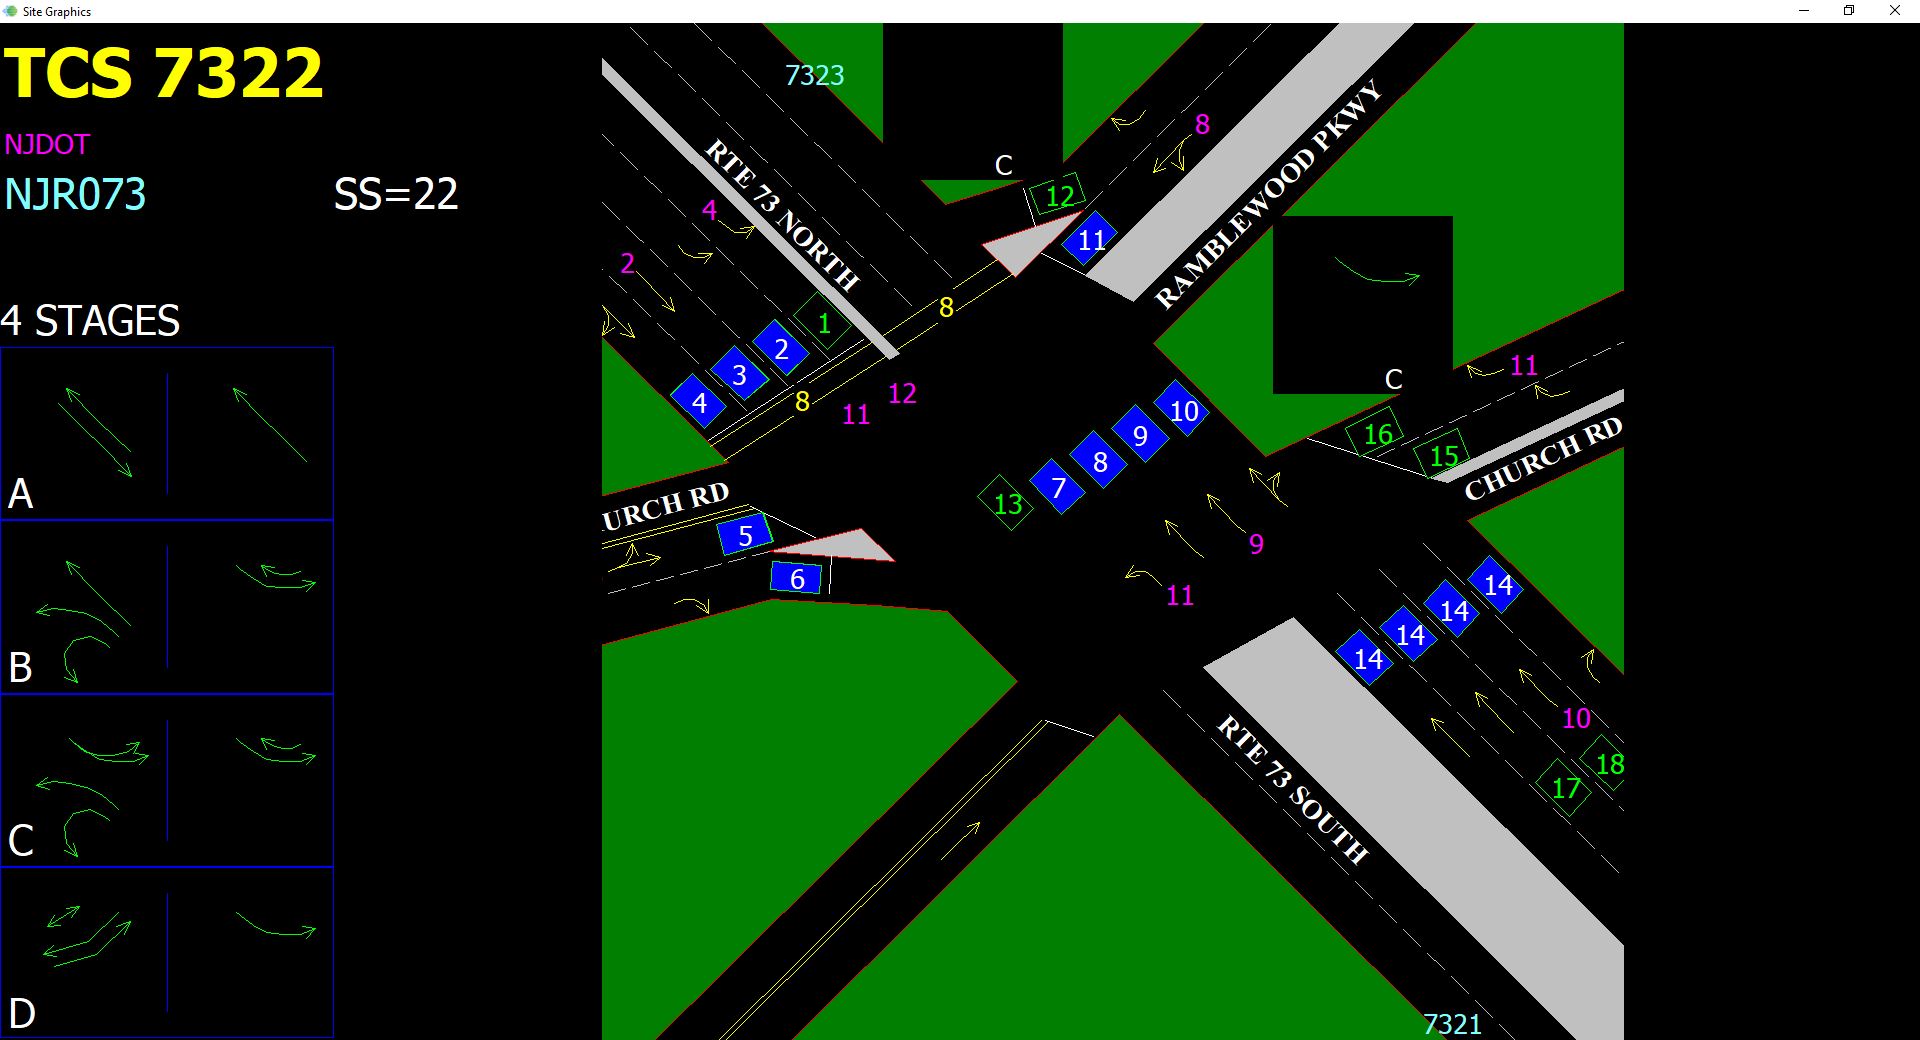 Site Graphics
TCS 7322
NJDOT
NJR073 SS=22
4 STAGES
A
B
C
D
7323
RTE 73 NORTH
RAMBLEWOOD PKWY
8
C
12
11
4
2
1
2
3
4
8
8
12
11
URCH RD
5
6
13
7
8
9
10
C
11
16
15
CHURCH RD
9
11
14
14
14
14
10
18
17
RTE 73 SOUTH
7321